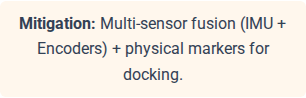 Mitigation: Multi-sensor fusion (IMU +
Encoders) + physical markers for
docking.